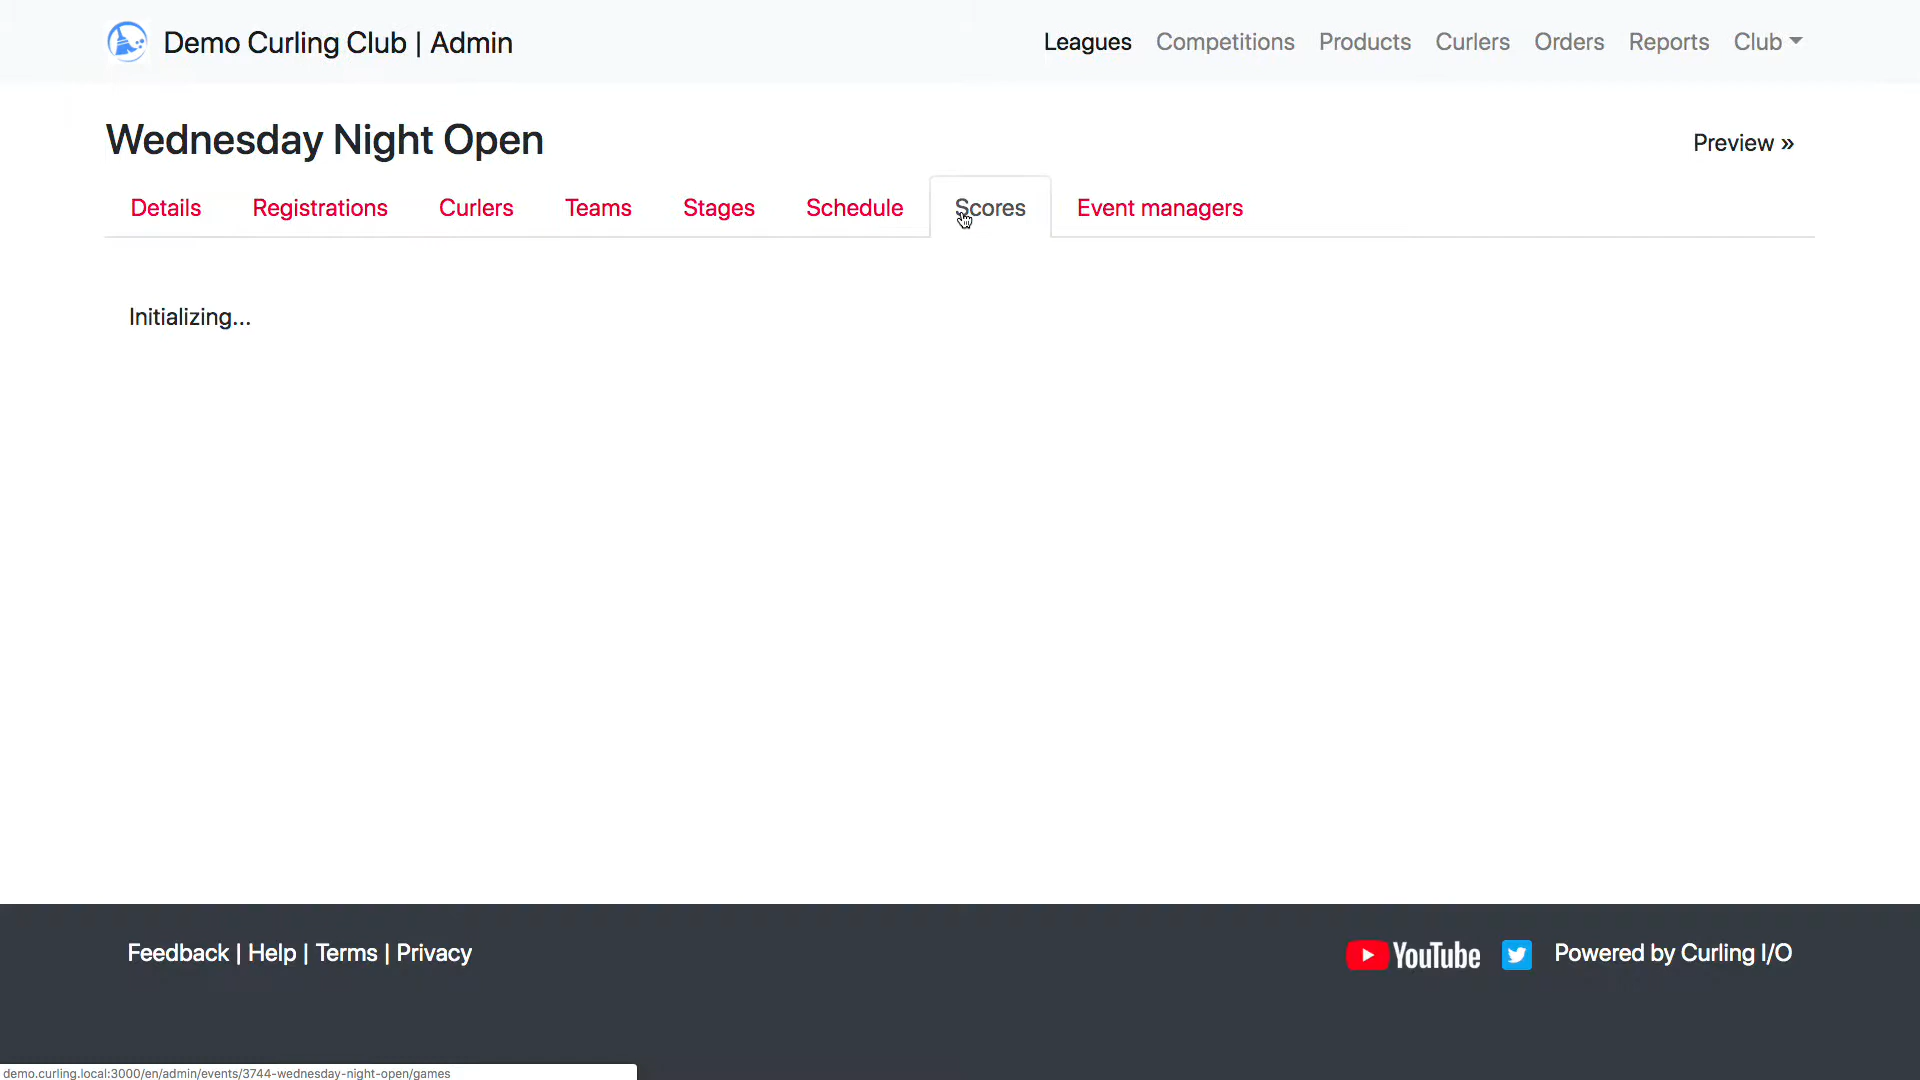 Demo Curling Club | Admin
Leagues Competitions Products Curlers Orders Reports Club
Wednesday Night Open
Preview »
Details Registrations Curlers Teams Stages Schedule Scores Event managers
Initializing...
Feedback | Help | Terms | Privacy
YouTube
Powered by Curling I/O
demo.curling.local:3000/en/admin/events/3744-wednesday-night-open/games